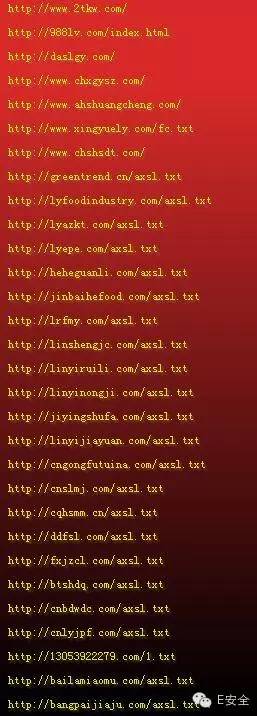 http://www.2tkw.com/
http://988lv.com/index.html
http://daslgy.com/
http://www.chxgysz.com/
http://www.ahshuangcheng.com/
http://www.xingyuely.com/fc.txt
http://www.chshsdt.com/
http://greentrend.cn/axsl.txt
http://lyfoodindustry.com/axsl.txt
http://lyazkt.com/axsl.txt
http://lyepe.com/axsl.txt
http://heheguanli.com/axsl.txt
http://jinbaihefood.com/axsl.txt
http://lrfmy.com/axsl.txt
http://linshengjc.com/axsl.txt
http://linyiruili.com/axsl.txt
http://linyinongji.com/axsl.txt
http://jiyingshufa.com/axsl.txt
http://linyijiayuan.com/axsl.txt
http://cngongfutuina.com/axsl.txt
http://cnslmj.com/axsl.txt
http://cqhsmm.cn/axsl.txt
http://ddfsl.com/axsl.txt
http://fxjzcl.com/axsl.txt
http://btshdq.com/axsl.txt
http://cnbdwdc.com/axsl.txt
http://cnlyjpf.com/axsl.txt
http://13053922279.com/1.txt
http://bailamiaomu.com/axsl.txt
http://bangpaijiaju.com/axsl.txt
E安全